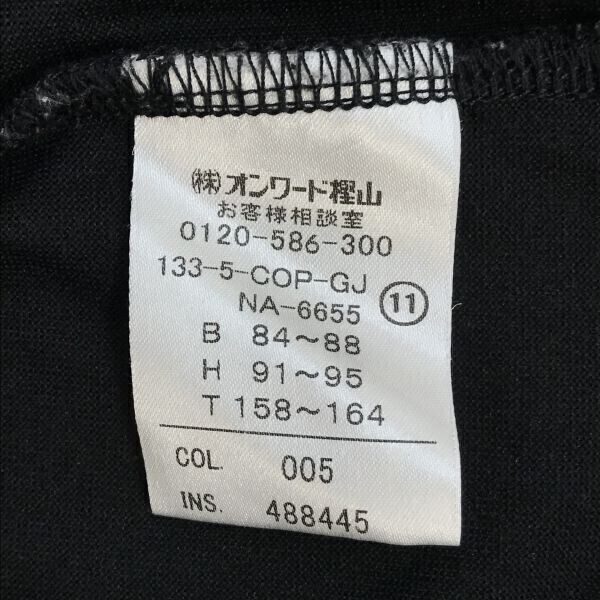 (株)オンワード樫山
お客様相談室
0120-586-300
133-5-COP-GJ
NA-6655 ⑪
B 84～88
H 91～95
T 158～164
COL. 005
INS. 488445